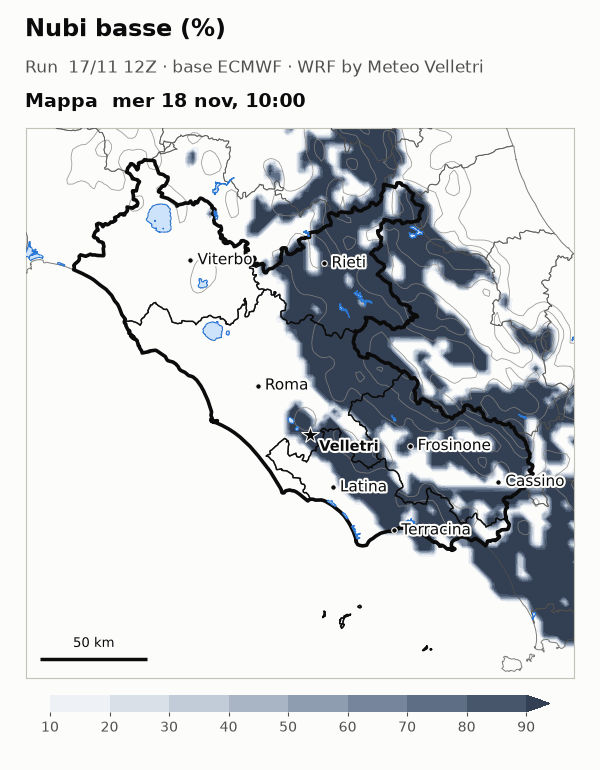 Nubi basse (%)
Run  17/11 12Z · base ECMWF · WRF by Meteo Velletri
Mappa  mer 18 nov, 10:00
Viterbo
Rieti
Roma
Velletri
Frosinone
Latina
Cassino
Terracina
50 km
10 20 30 40 50 60 70 80 90